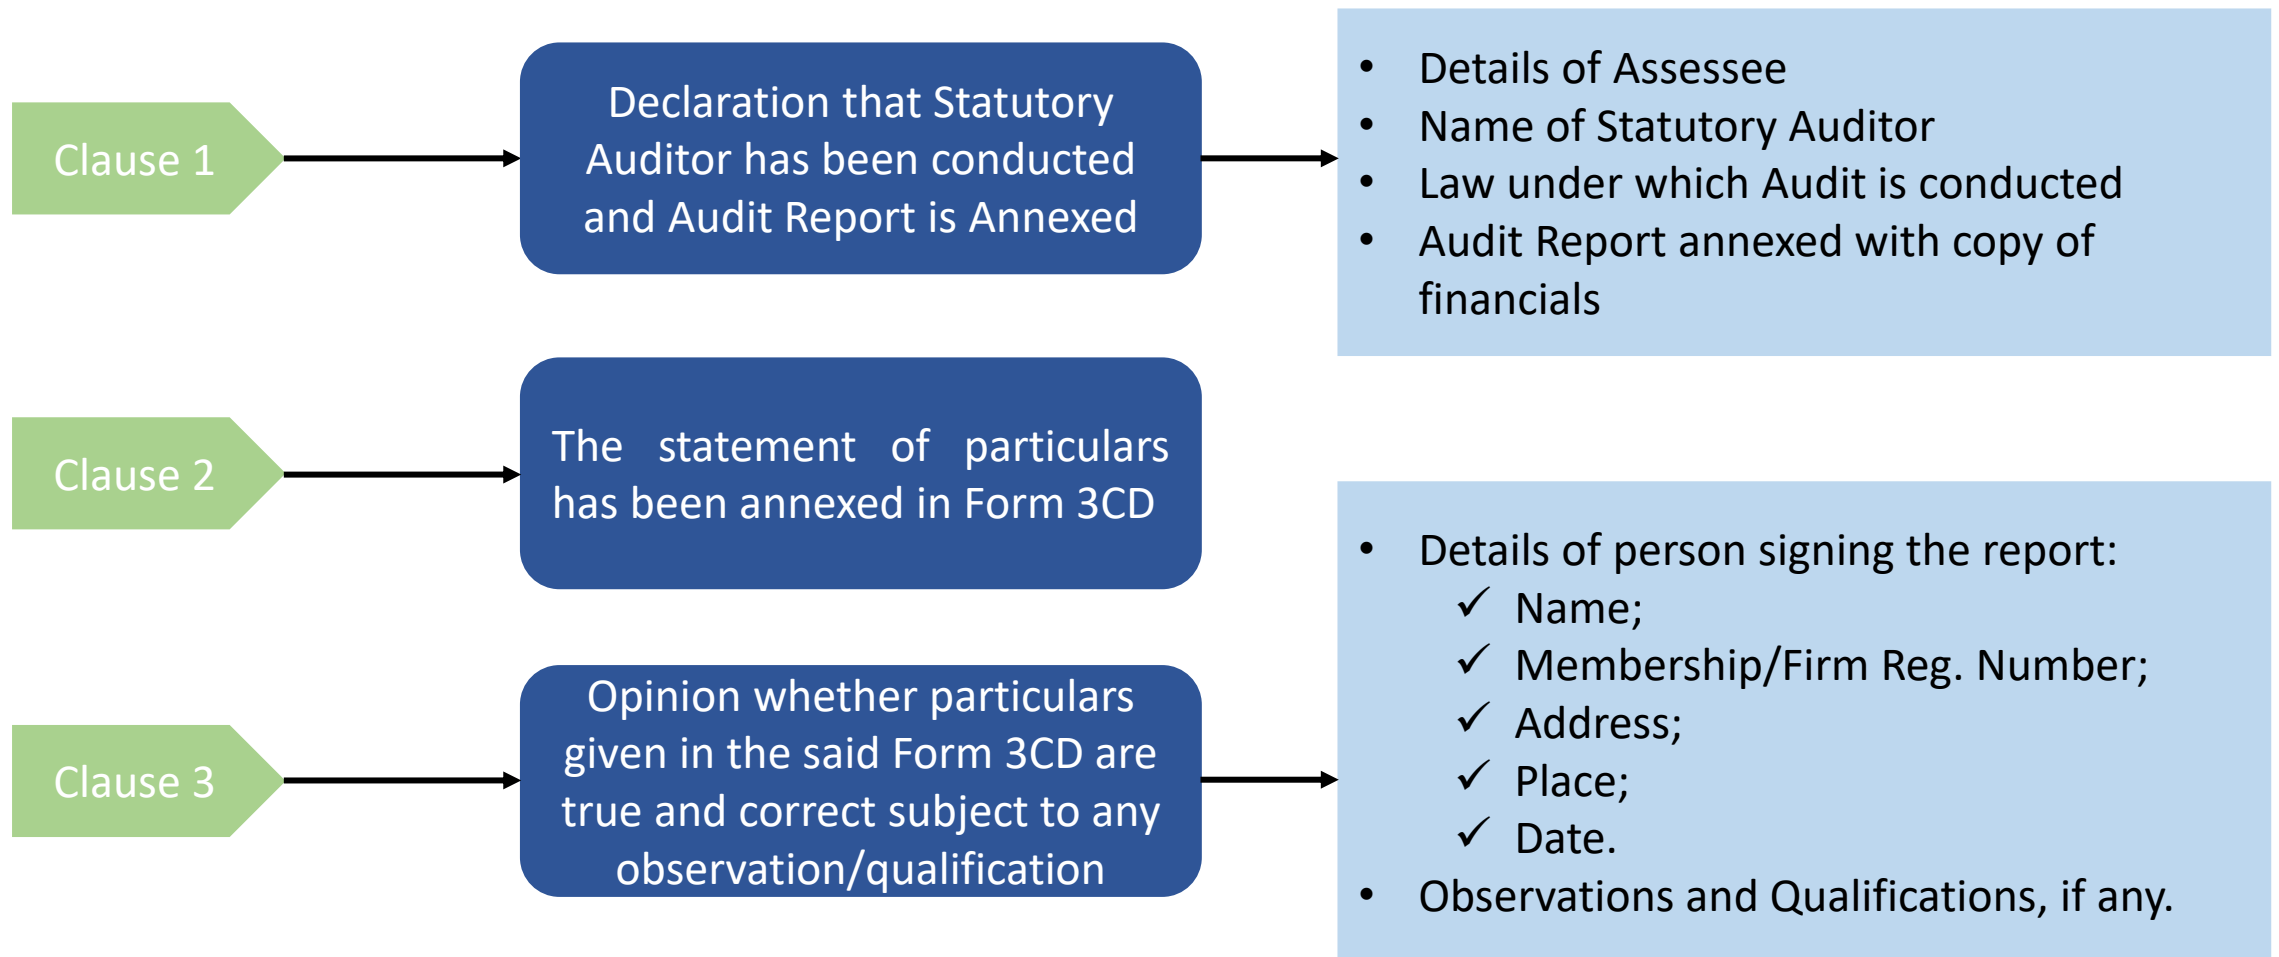 Clause 1
Declaration that Statutory
Auditor has been conducted
and Audit Report is Annexed
• Details of Assessee
• Name of Statutory Auditor
• Law under which Audit is conducted
• Audit Report annexed with copy of
financials
Clause 2
The statement of particulars
has been annexed in Form 3CD
Clause 3
Opinion whether particulars
given in the said Form 3CD are
true and correct subject to any
observation/qualification
• Details of person signing the report:
✓ Name;
✓ Membership/Firm Reg. Number;
✓ Address;
✓ Place;
✓ Date.
• Observations and Qualifications, if any.